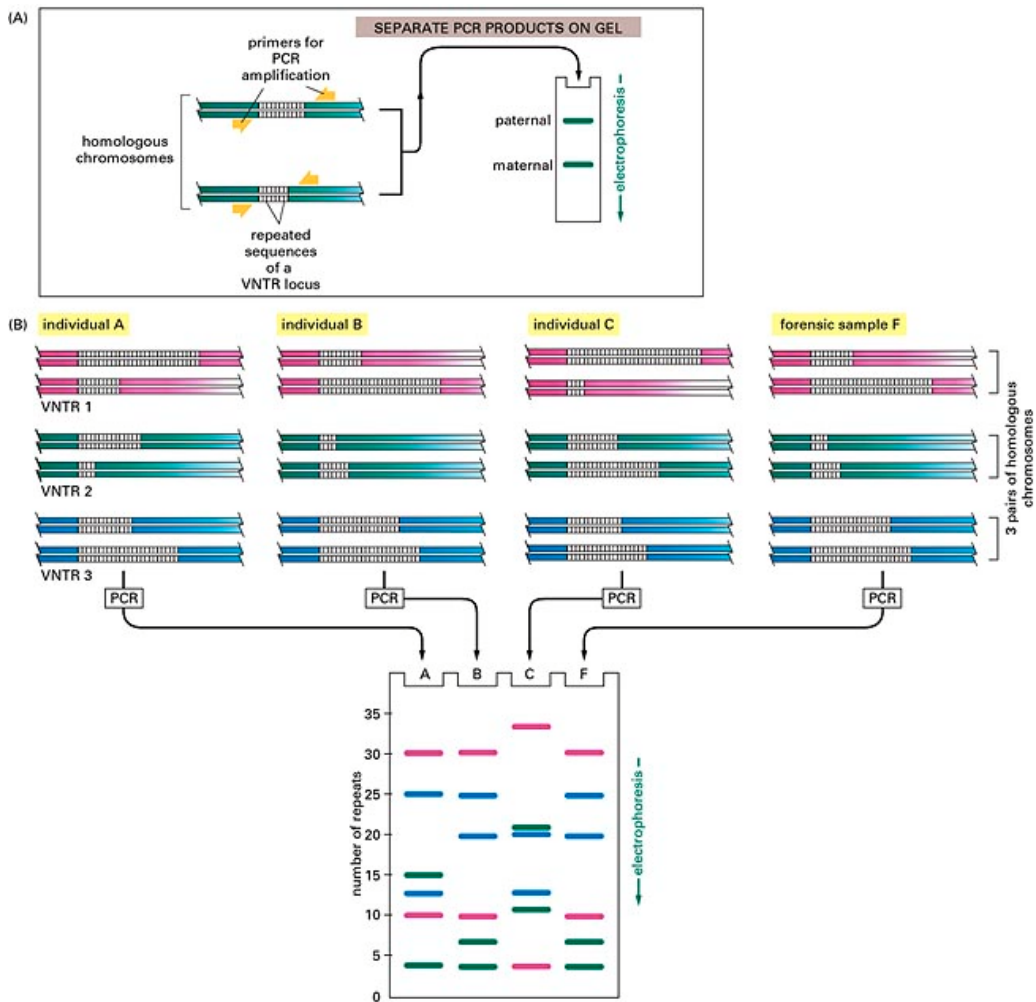 (A)
SEPARATE PCR PRODUCTS ON GEL
primers for
PCR
amplification
homologous
chromosomes
repeated
sequences
of a
VNTR locus
paternal
maternal
electrophoresis
(B)
individual A
individual B
individual C
forensic sample F
VNTR 1
VNTR 2
VNTR 3
3 pairs of homologous
chromosomes
PCR
PCR
PCR
PCR
A
B
C
F
number of repeats
35
30
25
20
15
10
5
0
electrophoresis